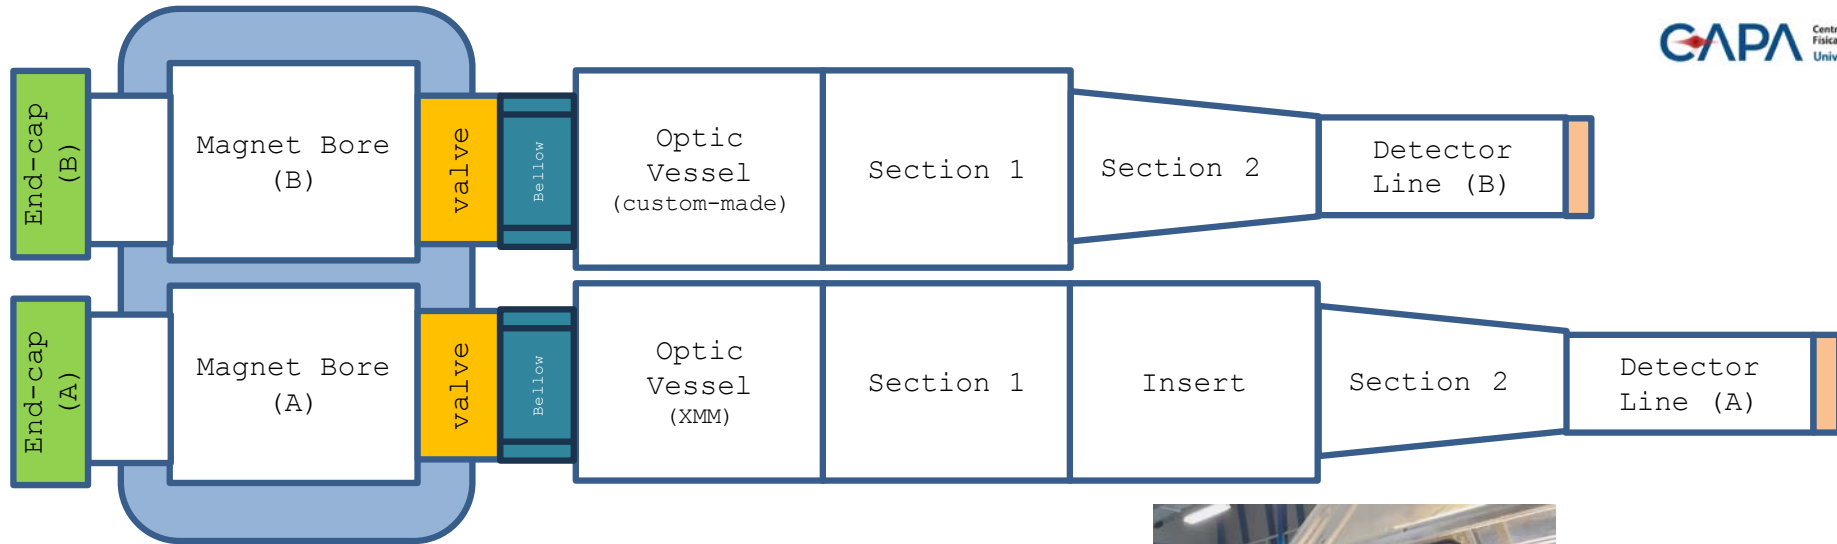 CAPA
End-cap
(B)
Magnet Bore
(B)
valve
Bellow
Optic
Vessel
(custom-made)
Section 1
Section 2
Detector
Line (B)
End-cap
(A)
Magnet Bore
(A)
valve
Bellow
Optic
Vessel
(XMM)
Section 1
Insert
Section 2
Detector
Line (A)